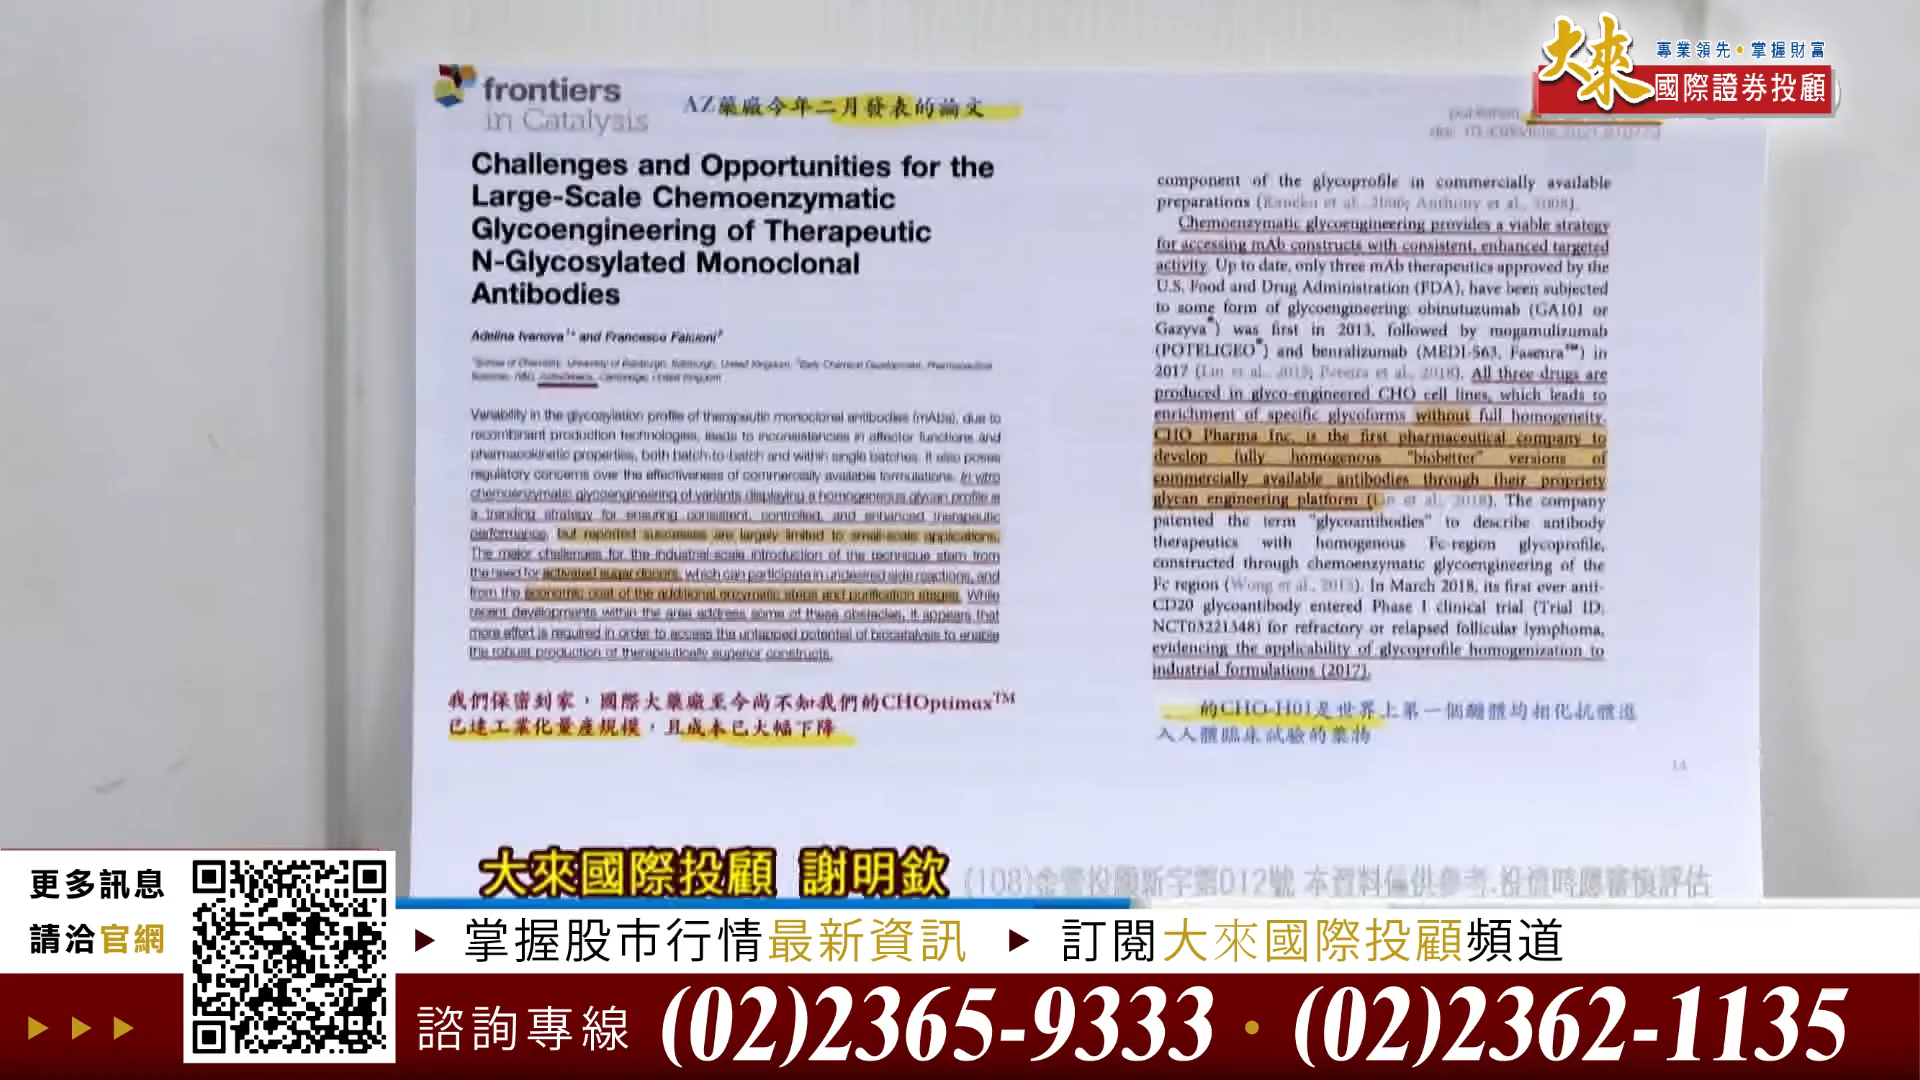 大來
專業領先•掌握財富
國際證券投顧
frontiers
in Catalysis
AZ藥廠今年二月發表的論文
Challenges and Opportunities for the
Large-Scale Chemoenzymatic
Glycoengineering of Therapeutic
N-Glycosylated Monoclonal
Antibodies
Adelina Ivanova and Francesco Falcioni
Variability in the glycosylation profile of therapeutic monoclonal antibodies (mAbs), due to
recombinant production technologies, leads to inconsistencies in effector functions and
pharmacokinetic properties, both batch-to-batch and within single batches. It also poses
regulatory concerns over the effectiveness of commercially available formulations. In vitro
chemoenzymatic glycoengineering of variants displaying a homogeneous glycan profile is
a trending strategy for ensuring consistent, controlled, and enhanced therapeutic
performance, but reported successes are largely limited to small-scale applications.
The major challenges for the industrial-scale introduction of the technique stem from
the need for activated sugar donors, which can participate in undesired side reactions, and
from the economic cost of the additional enzymatic steps and purification stages. While
recent developments within the area address some of these obstacles, it appears that
more effort is required in order to access the untapped potential of biocatalysis to enable
the robust production of therapeutically superior constructs.
我們保密到家，國際大藥廠至今尚不知我們的CHOptimax™
已達工業化量產規模，且成本已大幅下降
component of the glycoprofile in commercially available
preparations (Kaneko et al., 2006; Anthony et al., 2008).
Chemoenzymatic glycoengineering provides a viable strategy
for accessing mAb constructs with consistent, enhanced targeted
activity. Up to date, only three mAb therapeutics approved by the
U.S. Food and Drug Administration (FDA), have been subjected
to some form of glycoengineering: obinutuzumab (GA101 or
Gazyva®) was first in 2013, followed by mogamulizumab
(POTELIGEO®) and benralizumab (MEDI-563, Fasenra™) in
2017 (Lin et al., 2015; Pereira et al., 2018). All three drugs are
produced in glyco-engineered CHO cell lines, which leads to
enrichment of specific glycoforms without full homogeneity.
CHO Pharma Inc. is the first pharmaceutical company to
develop fully homogenous "biobetter" versions of
commercially available antibodies through their propriety
glycan engineering platform (Lin et al., 2018). The company
patented the term "glycoantibodies" to describe antibody
therapeutics with homogenous Fc-region glycoprofile,
constructed through chemoenzymatic glycoengineering of the
Fc region (Wong et al., 2015). In March 2018, its first ever anti-
CD20 glycoantibody entered Phase I clinical trial (Trial ID:
NCT03221348) for refractory or relapsed follicular lymphoma,
evidencing the applicability of glycoprofile homogenization to
industrial formulations (2017).
的CHO-H01是世界上第一個醣體均相化抗體進
入人體臨床試驗的藥物
14
大來國際投顧 謝明欽
(108)金管投顧新字第012號 本資料僅供參考,投資時應審慎評估
更多訊息
請洽官網
掌握股市行情最新資訊
訂閱大來國際投顧頻道
諮詢專線 (02)2365-9333 • (02)2362-1135